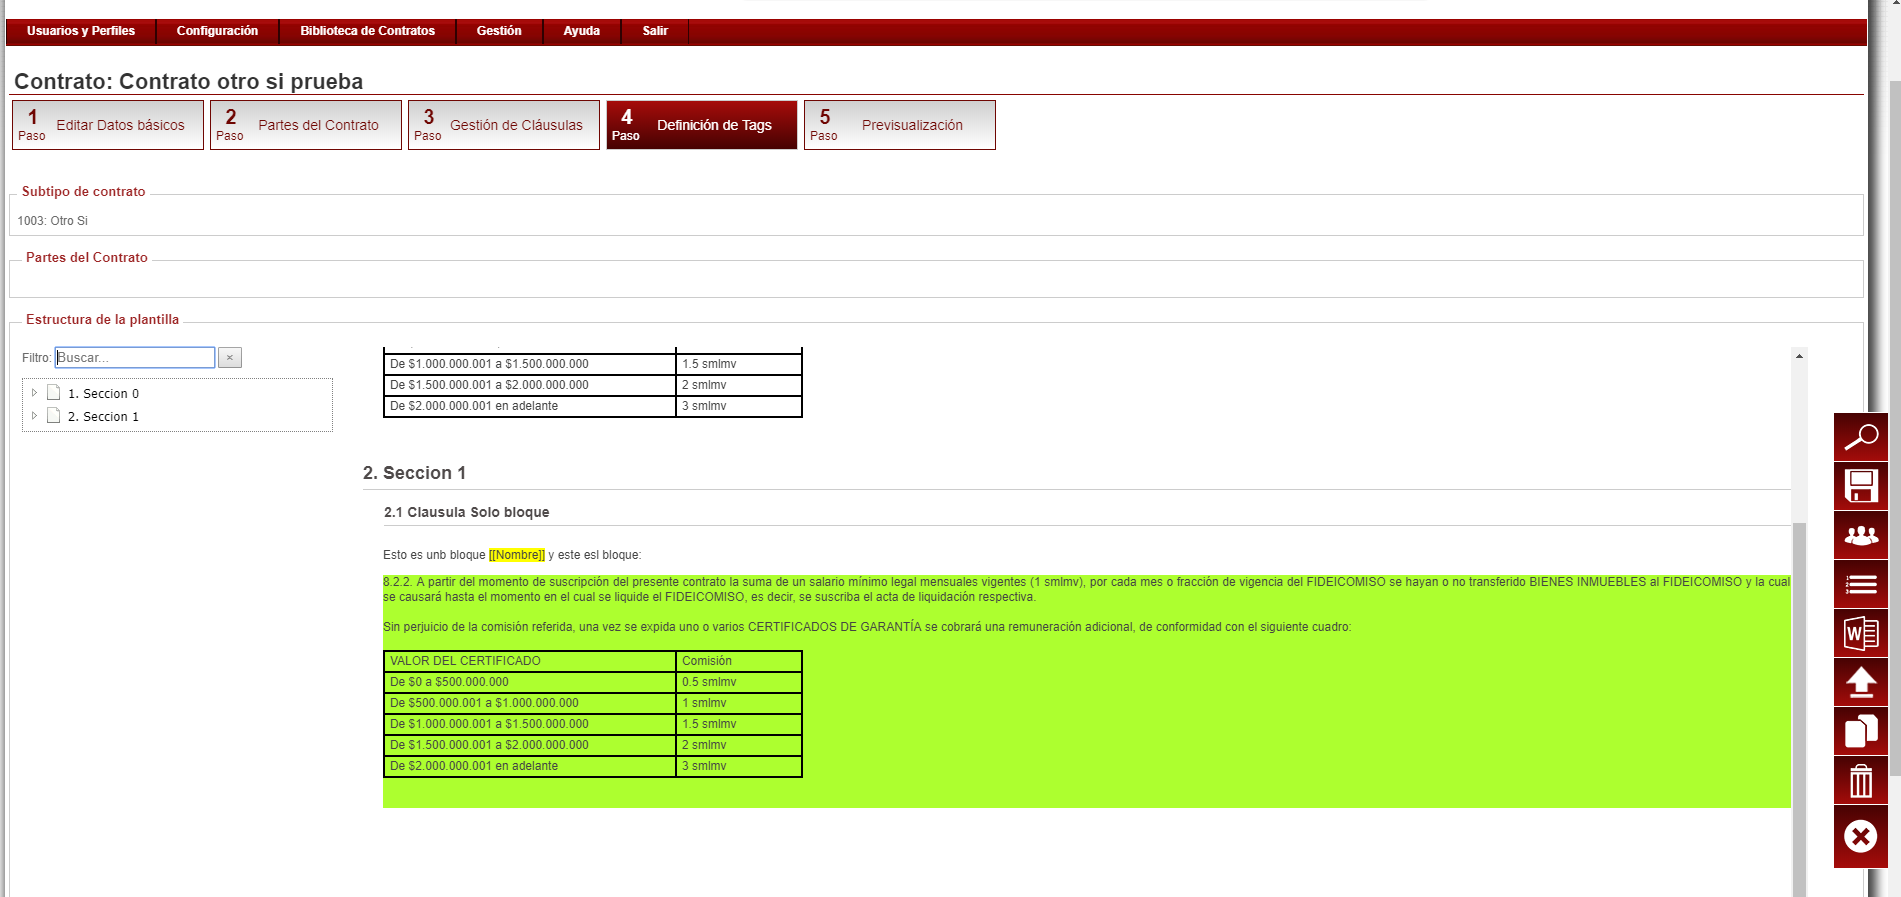 Usuarios y Perfiles Configuración Biblioteca de Contratos Gestión Ayuda Salir
Contrato: Contrato otro si prueba
1 Paso Editar Datos básicos
2 Paso Partes del Contrato
3 Paso Gestión de Cláusulas
4 Paso Definición de Tags
5 Paso Previsualización
Subtipo de contrato
1003: Otro Si
Partes del Contrato
Estructura de la plantilla
Filtro: Buscar... ×
1. Seccion 0
2. Seccion 1
De $1.000.000.001 a $1.500.000.000 1.5 smlmv
De $1.500.000.001 a $2.000.000.000 2 smlmv
De $2.000.000.001 en adelante 3 smlmv
2. Seccion 1
2.1 Clausula Solo bloque
Esto es unb bloque [[Nombre]] y este esl bloque:
8.2.2. A partir del momento de suscripción del presente contrato la suma de un salario mínimo legal mensuales vigentes (1 smlmv), por cada mes o fracción de vigencia del FIDEICOMISO se hayan o no transferido BIENES INMUEBLES al FIDEICOMISO y la cual
se causará hasta el momento en el cual se liquide el FIDEICOMISO, es decir, se suscriba el acta de liquidación respectiva.
Sin perjuicio de la comisión referida, una vez se expida uno o varios CERTIFICADOS DE GARANTÍA se cobrará una remuneración adicional, de conformidad con el siguiente cuadro:
VALOR DEL CERTIFICADO Comisión
De $0 a $500.000.000 0.5 smlmv
De $500.000.001 a $1.000.000.000 1 smlmv
De $1.000.000.001 a $1.500.000.000 1.5 smlmv
De $1.500.000.001 a $2.000.000.000 2 smlmv
De $2.000.000.001 en adelante 3 smlmv